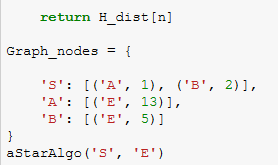 return H_dist[n]
Graph_nodes = {
'S': [('A', 1), ('B', 2)],
'A': [('E', 13)],
'B': [('E', 5)]
}
aStarAlgo('S', 'E')